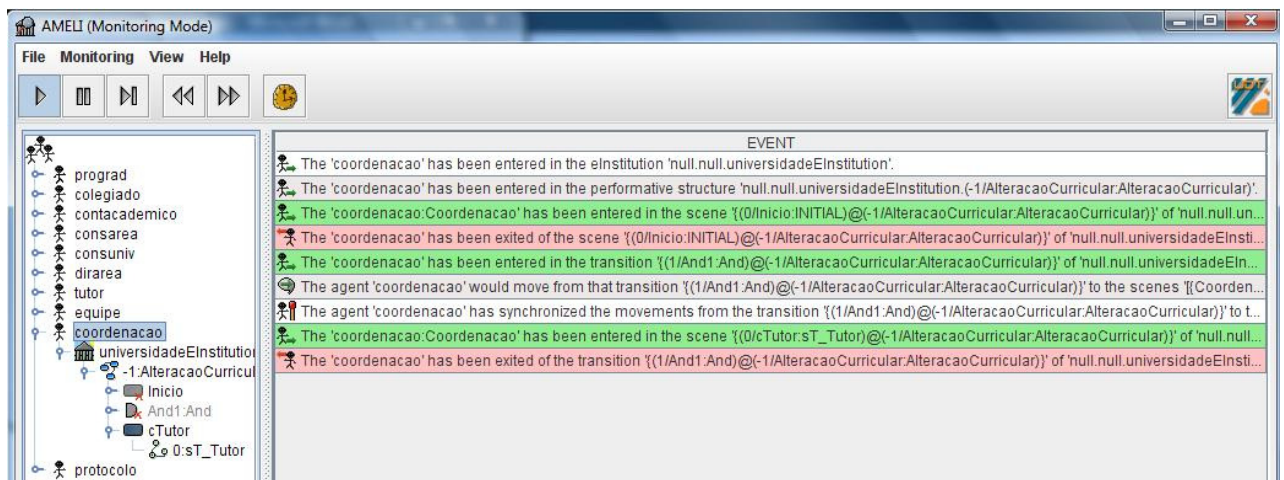 AMELI (Monitoring Mode)
File Monitoring View Help
prograd
colegiado
contacademico
consarea
consuniv
dirarea
tutor
equipe
coordenacao
universidadeEInstitution
-1:AlteracaoCurricul
Inicio
And1:And
cTutor
0:sT_Tutor
protocolo
EVENT
The 'coordenacao' has been entered in the eInstitution 'null.null.universidadeEInstitution'.
The 'coordenacao' has been entered in the performative structure 'null.null.universidadeEInstitution.(-1/AlteracaoCurricular:AlteracaoCurricular)'.
The 'coordenacao:Coordenacao' has been entered in the scene '{(0/Inicio:INITIAL)@(-1/AlteracaoCurricular:AlteracaoCurricular)}' of 'null.null.un...
The 'coordenacao' has been exited of the scene '{(0/Inicio:INITIAL)@(-1/AlteracaoCurricular:AlteracaoCurricular)}' of 'null.null.universidadeEInsti...
The 'coordenacao' has been entered in the transition '{(1/And1:And)@(-1/AlteracaoCurricular:AlteracaoCurricular)}' of 'null.null.universidadeEIn...
The agent 'coordenacao' would move from that transition '{(1/And1:And)@(-1/AlteracaoCurricular:AlteracaoCurricular)}' to the scenes '[{Coorden...
The agent 'coordenacao' has synchronized the movements from the transition '{(1/And1:And)@(-1/AlteracaoCurricular:AlteracaoCurricular)}' to t...
The 'coordenacao:Coordenacao' has been entered in the scene '{(0/cTutor:sT_Tutor)@(-1/AlteracaoCurricular:AlteracaoCurricular)}' of 'null.null...
The 'coordenacao' has been exited of the transition '{(1/And1:And)@(-1/AlteracaoCurricular:AlteracaoCurricular)}' of 'null.null.universidadeEInsti...